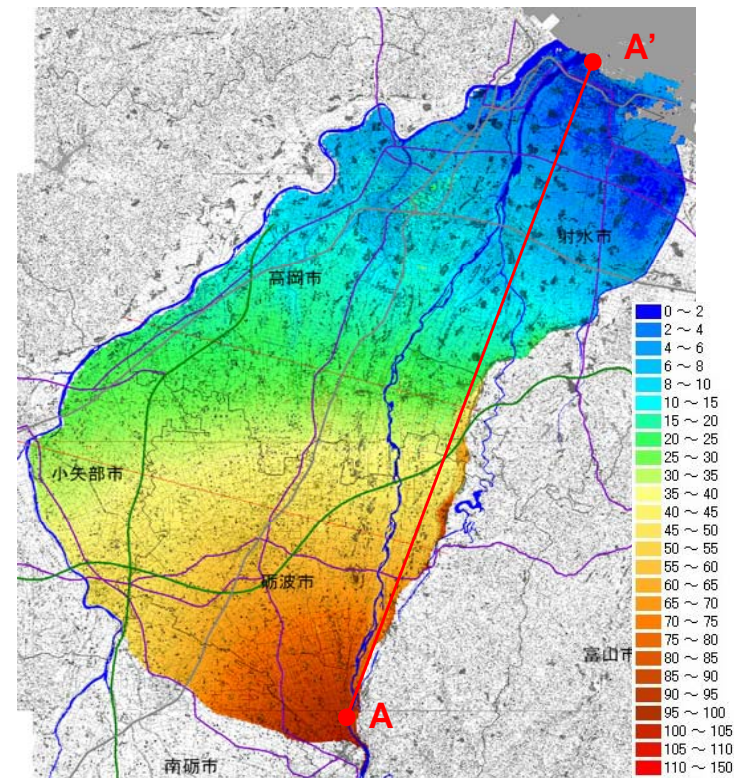 A’
射水市
高岡市
小矢部市
砺波市
富山市
A
南砺市
0 ～ 2
2 ～ 4
4 ～ 6
6 ～ 8
8 ～ 10
10 ～ 15
15 ～ 20
20 ～ 25
25 ～ 30
30 ～ 35
35 ～ 40
40 ～ 45
45 ～ 50
50 ～ 55
55 ～ 60
60 ～ 65
65 ～ 70
70 ～ 75
75 ～ 80
80 ～ 85
85 ～ 90
90 ～ 95
95 ～ 100
100 ～ 105
105 ～ 110
110 ～ 150